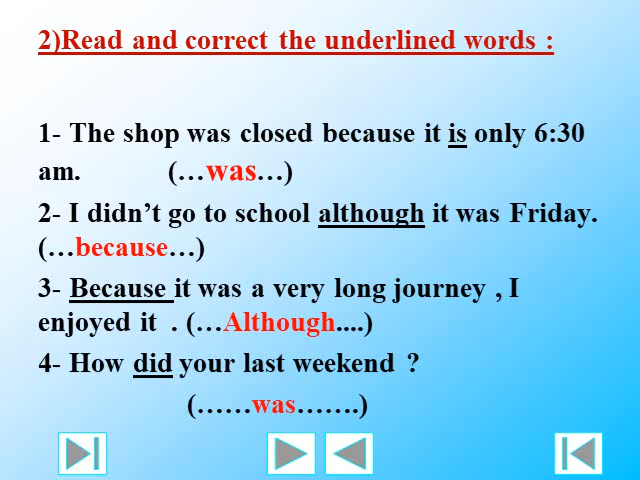 2)Read and correct the underlined words :
1- The shop was closed because it is only 6:30
am. (…was…)
2- I didn’t go to school although it was Friday.
(…because…)
3- Because it was a very long journey , I
enjoyed it . (…Although....)
4- How did your last weekend ?
(……was…….)